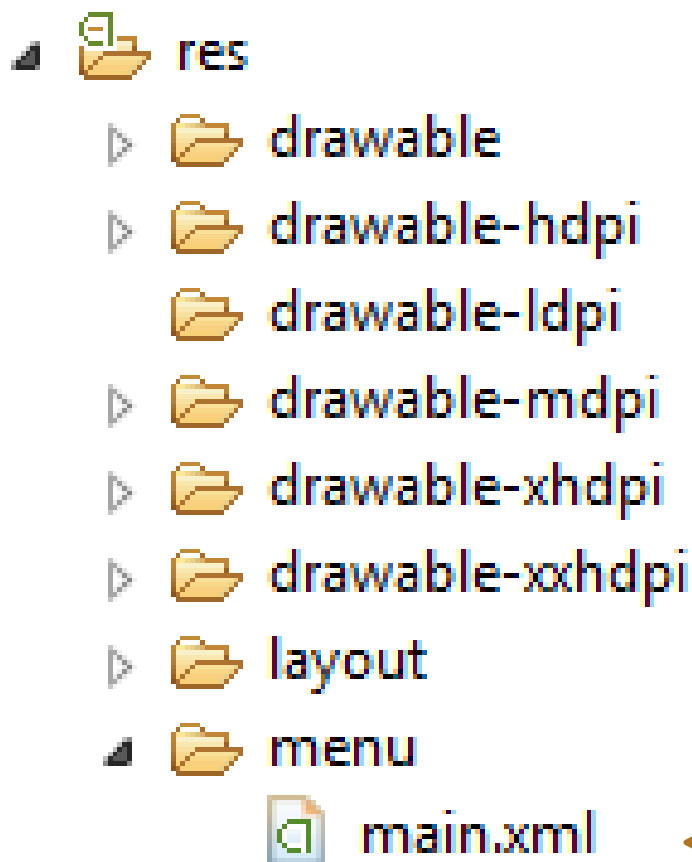 res
drawable
drawable-hdpi
drawable-ldpi
drawable-mdpi
drawable-xhdpi
drawable-xxhdpi
layout
menu
main.xml